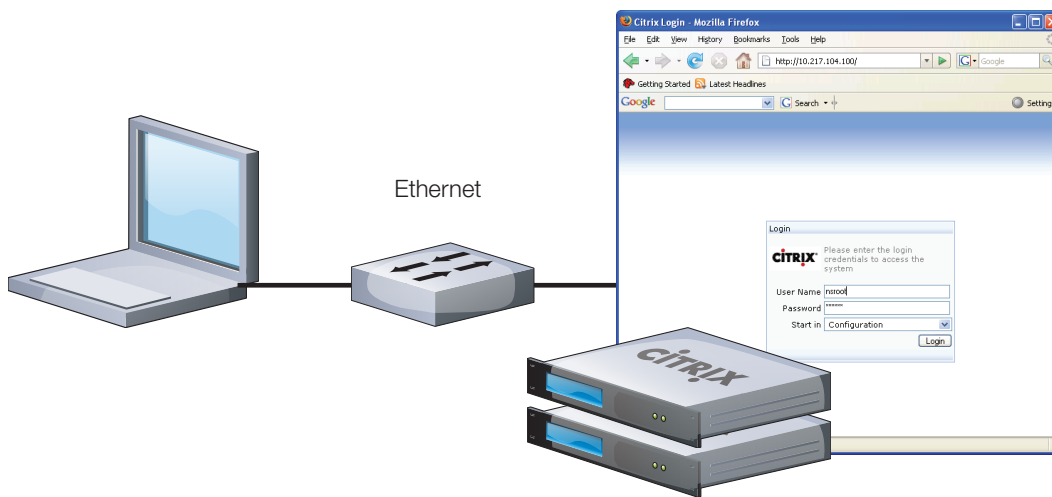 Citrix Login - Mozilla Firefox
File Edit View History Bookmarks Tools Help
http://10.217.104.100/
G Google
Getting Started Latest Headlines
Google G Search Setting
Ethernet
Login
CITRIX
Please enter the login
credentials to access the
system
User Name nsroot
Password ******
Start in Configuration
Login
CITRIX